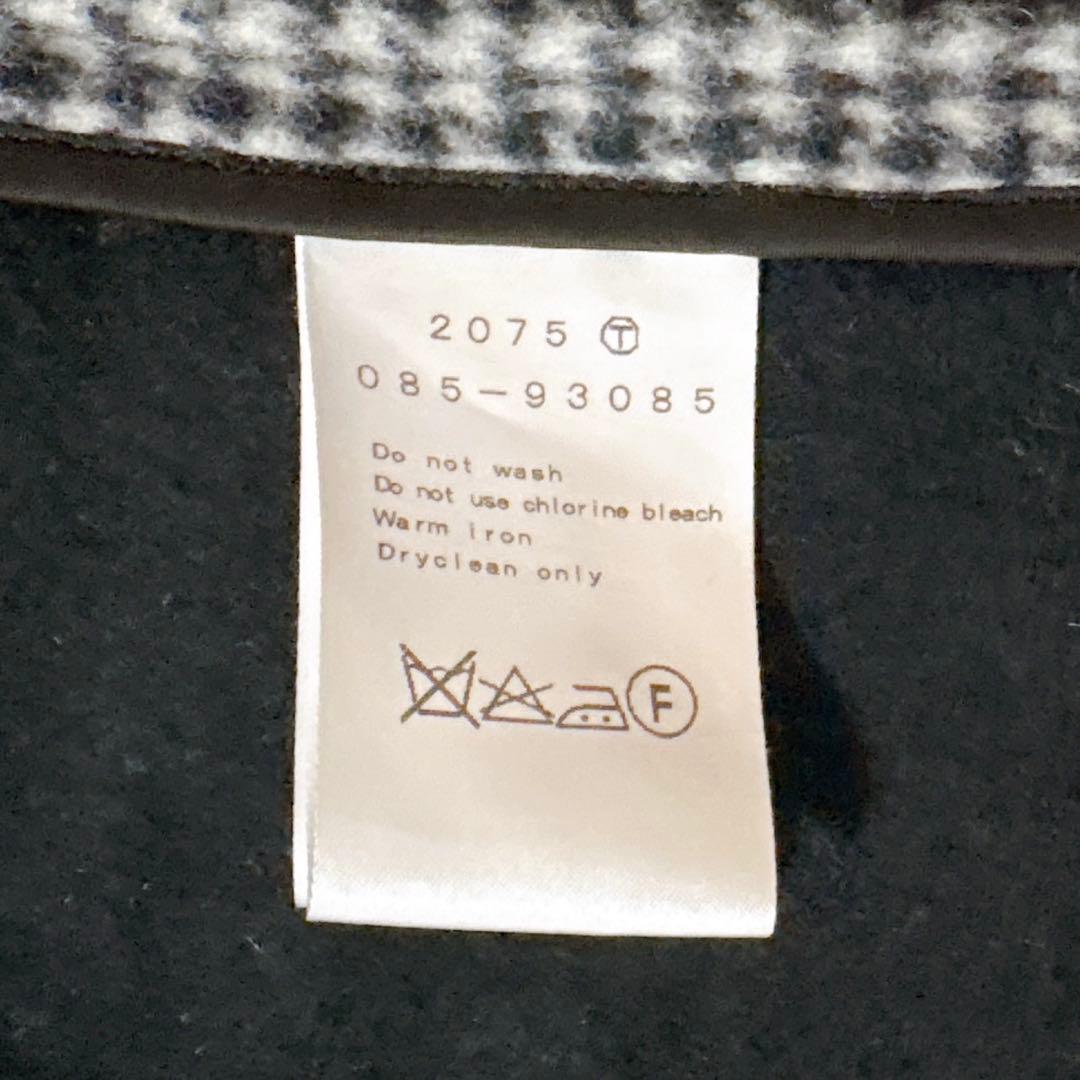 2075 Ⓣ
085-93085
Do not wash
Do not use chlorine bleach
Warm iron
Dryclean only
F